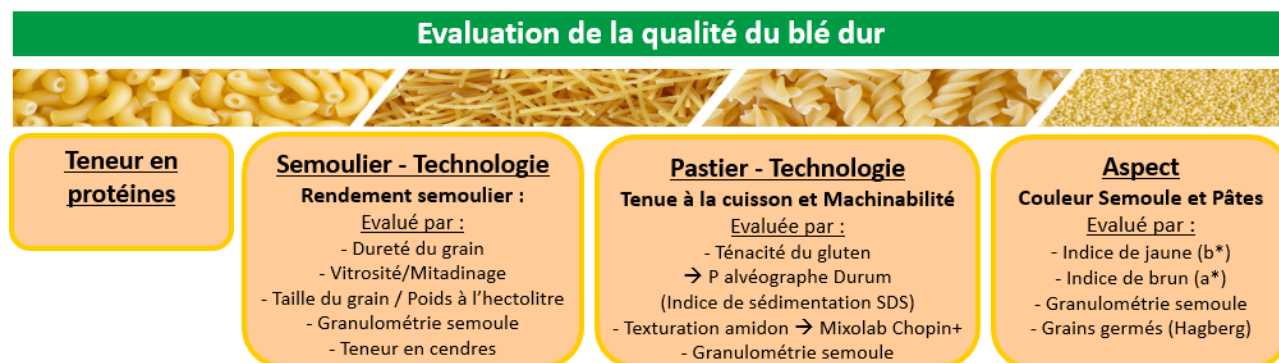 Evaluation de la qualité du blé dur
Teneur en
protéines
Semoulier - Technologie
Rendement semoulier :
Evalué par :
- Dureté du grain
- Vitrosité/Mitadinage
- Taille du grain / Poids à l'hectolitre
- Granulométrie semoule
- Teneur en cendres
Pastier - Technologie
Tenue à la cuisson et Machinabilité
Evaluée par :
- Ténacité du gluten
→ P alvéographe Durum
(Indice de sédimentation SDS)
- Texturation amidon → Mixolab Chopin+
- Granulométrie semoule
Aspect
Couleur Semoule et Pâtes
Evalué par :
- Indice de jaune (b*)
- Indice de brun (a*)
- Granulométrie semoule
- Grains germés (Hagberg)